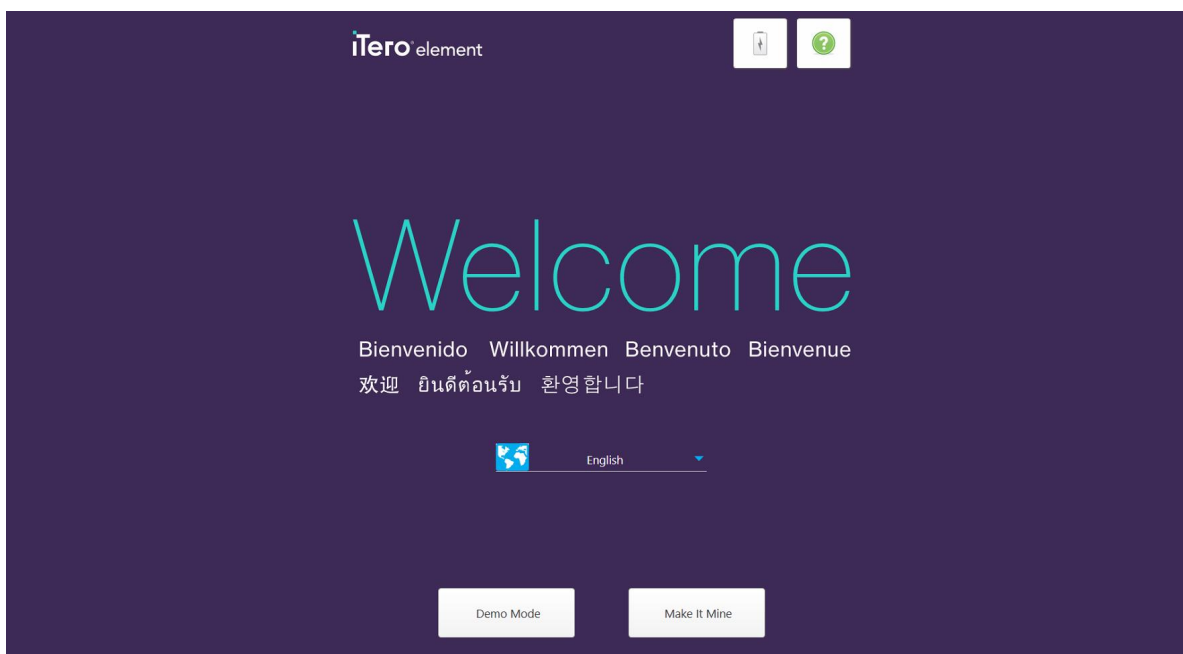 iTero element
?
Welcome
Bienvenido Willkommen Benvenuto Bienvenue
欢迎 ยินดีต้อนรับ 환영합니다
English
Demo Mode Make It Mine